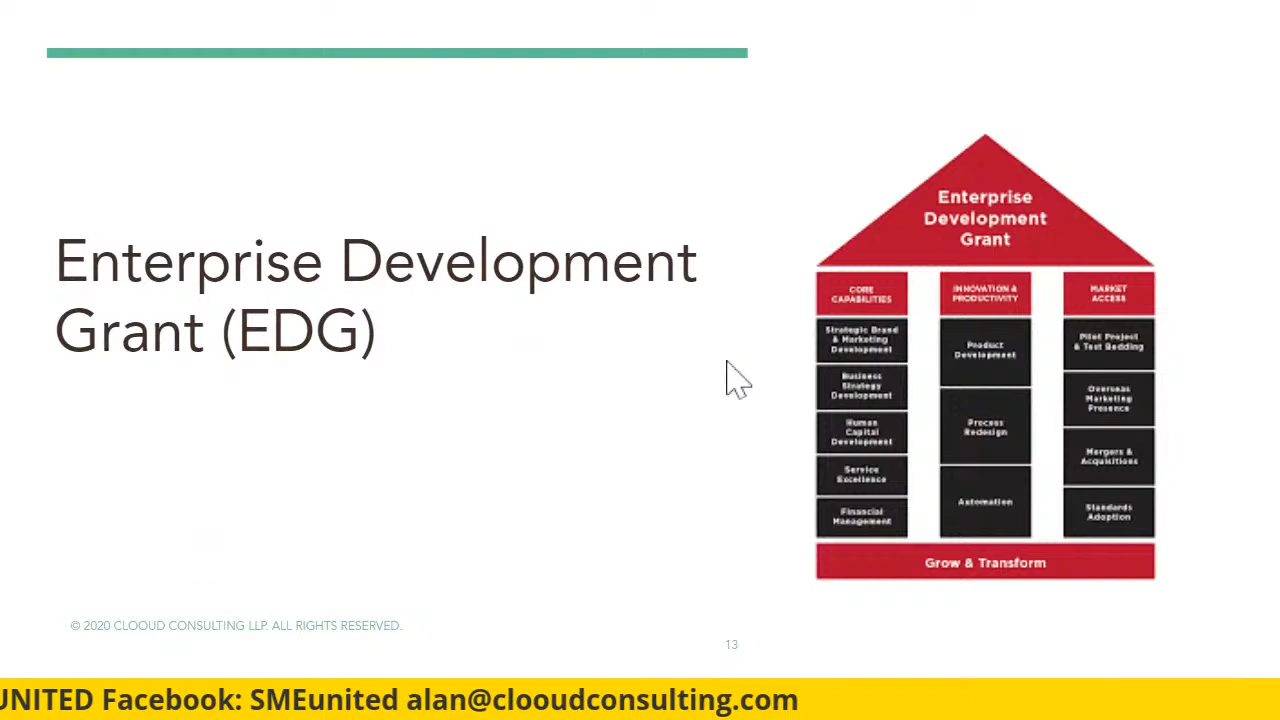 Enterprise Development
Grant (EDG)
Enterprise
Development
Grant
CORE
CAPABILITIES
Strategic Brand
& Marketing
Development
Business
Strategy
Development
Human
Capital
Development
Service
Excellence
Financial
Management
INNOVATION &
PRODUCTIVITY
Product
Development
Process
Redesign
Automation
MARKET
ACCESS
Pilot Project
& Test Bedding
Overseas
Marketing
Presence
Mergers &
Acquisitions
Standards
Adoption
Grow & Transform
© 2020 CLOOUD CONSULTING LLP. ALL RIGHTS RESERVED.
13
UNITED Facebook: SMEunited alan@clooudconsulting.com